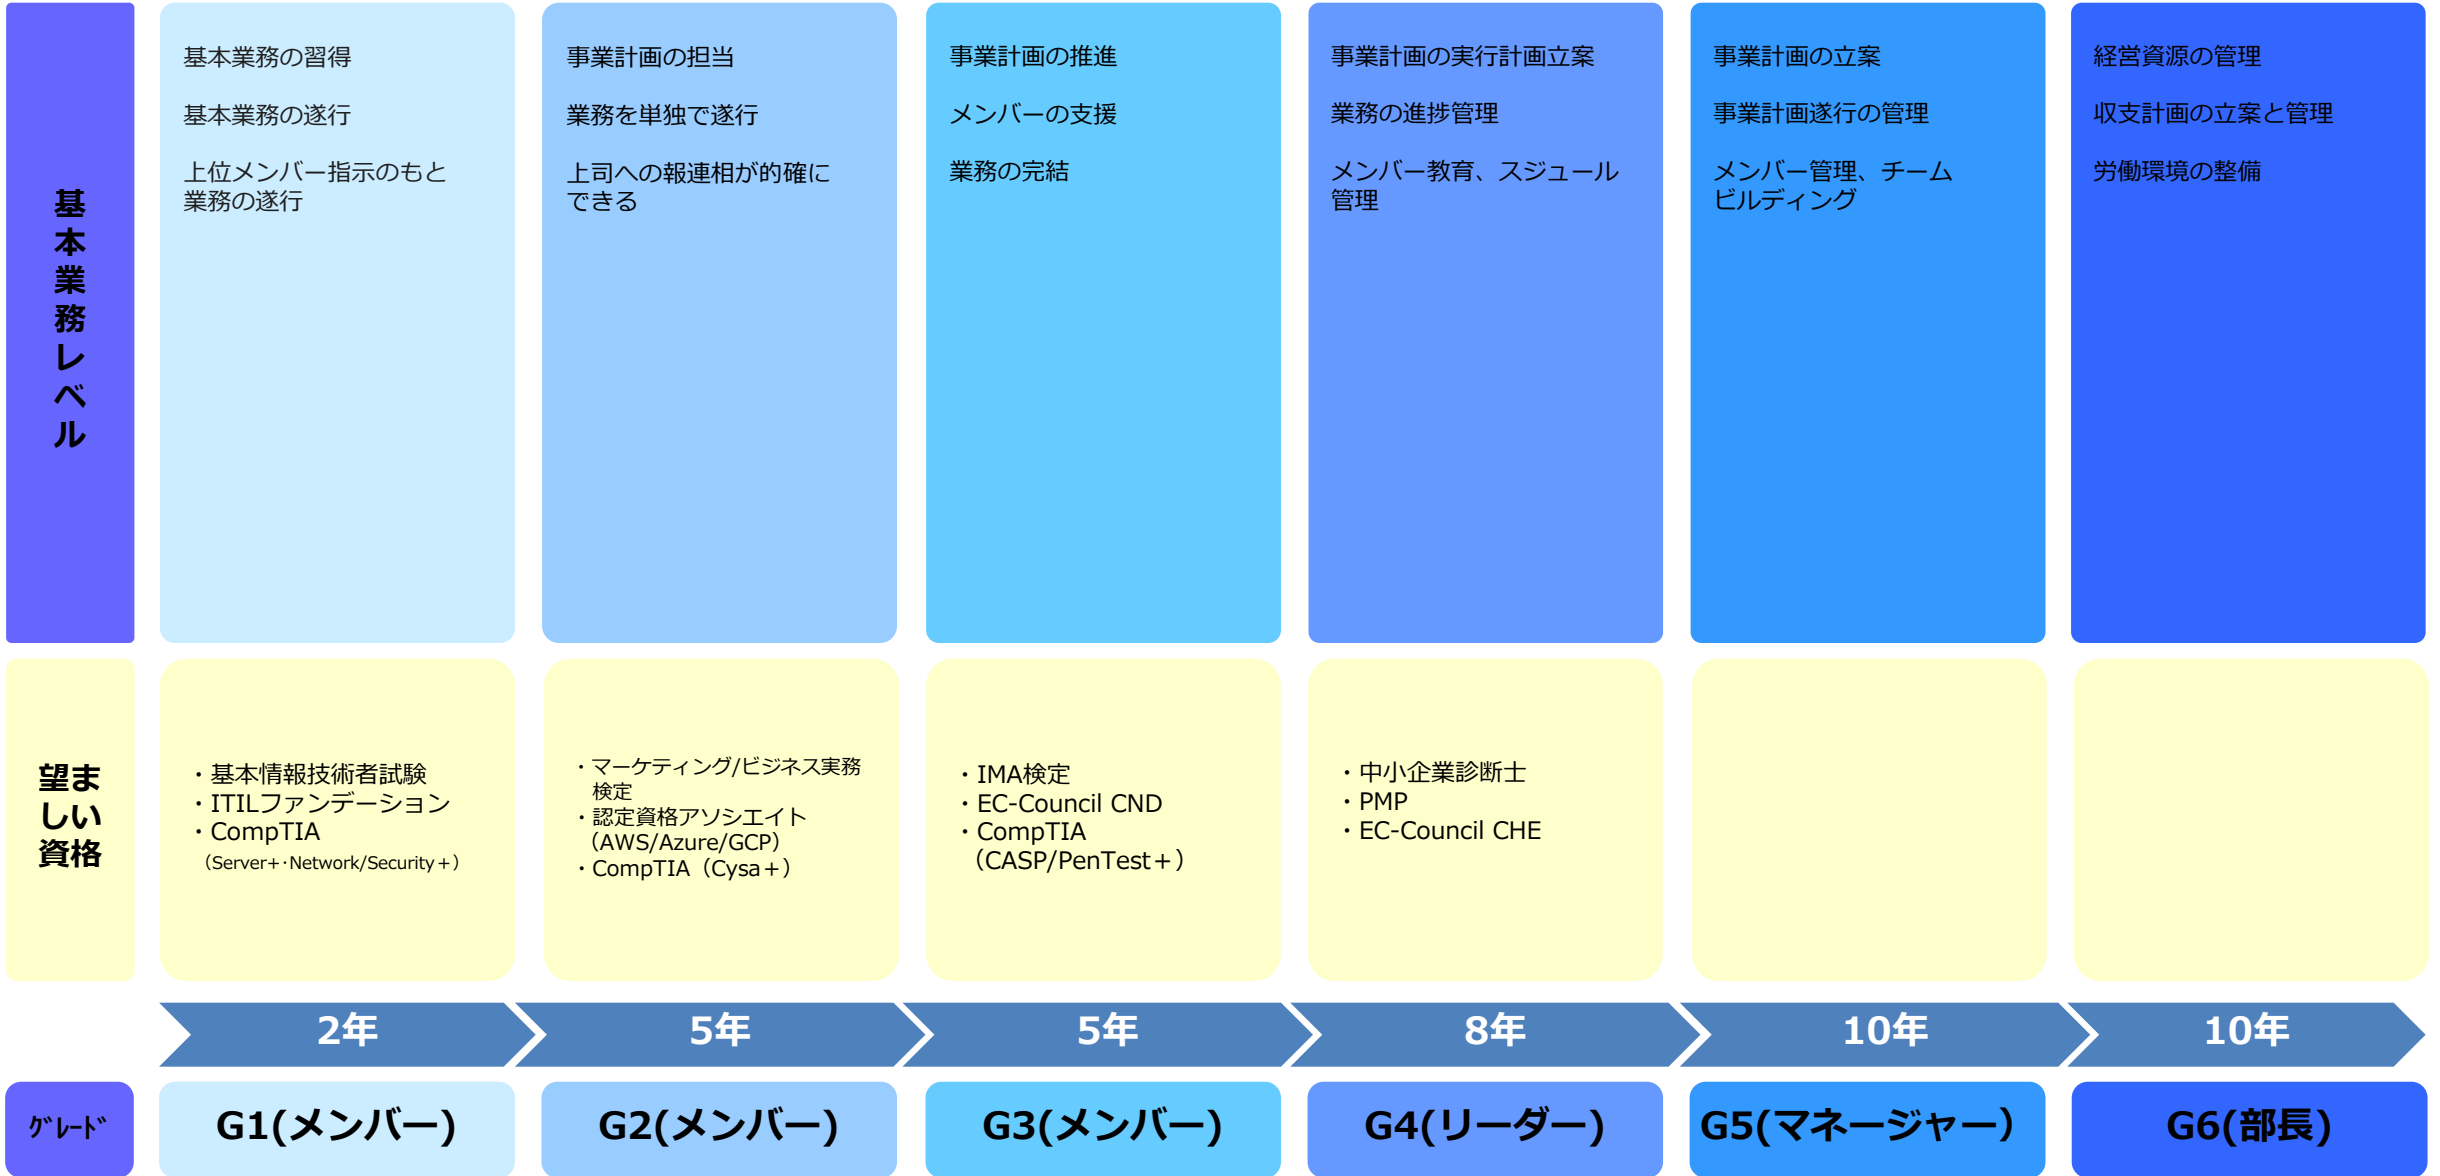 基本業務レベル
基本業務の習得
基本業務の遂行
上位メンバー指示のもと
業務の遂行
事業計画の担当
業務を単独で遂行
上司への報連相が的確に
できる
事業計画の推進
メンバーの支援
業務の完結
事業計画の実行計画立案
業務の進捗管理
メンバー教育、スジュール
管理
事業計画の立案
事業計画遂行の管理
メンバー管理、チーム
ビルディング
経営資源の管理
収支計画の立案と管理
労働環境の整備
望ま
しい
資格
・基本情報技術者試験
・ITILファンデーション
・CompTIA
（Server+･Network/Security＋）
・マーケティング/ビジネス実務
検定
・認定資格アソシエイト
（AWS/Azure/GCP）
・CompTIA（Cysa＋）
・IMA検定
・EC-Council CND
・CompTIA
（CASP/PenTest＋）
・中小企業診断士
・PMP
・EC-Council CHE
2年
5年
5年
8年
10年
10年
ｸﾞﾚｰﾄﾞ
G1(メンバー)
G2(メンバー)
G3(メンバー)
G4(リーダー)
G5(マネージャー）
G6(部長)